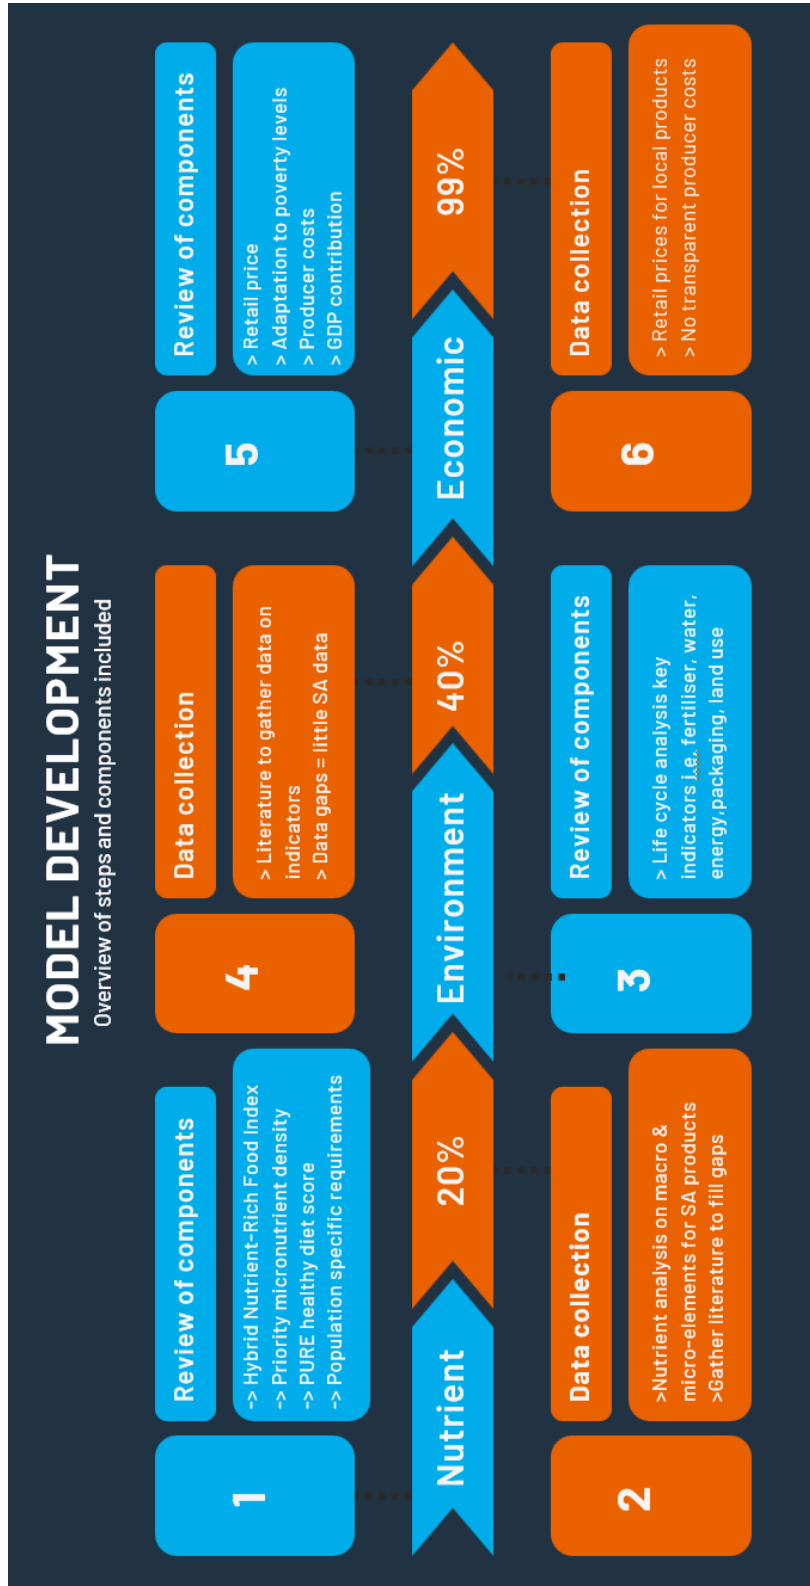 MODEL DEVELOPMENT
Overview of steps and components included
1
Review of components
-> Hybrid Nutrient-Rich Food Index
-> Priority micronutrient density
-> PURE healthy diet score
-> Population specific requirements
4
Data collection
> Literature to gather data on
indicators
> Data gaps = little SA data
5
Review of components
> Retail price
> Adaptation to poverty levels
> Producer costs
> GDP contribution
Nutrient
20%
Environment
40%
Economic
99%
2
Data collection
>Nutrient analysis on macro &
micro-elements for SA products
>Gather literature to fill gaps
3
Review of components
> Life cycle analysis key
indicators i.e. fertiliser, water,
energy,packaging, land use
6
Data collection
> Retail prices for local products
> No transparent producer costs